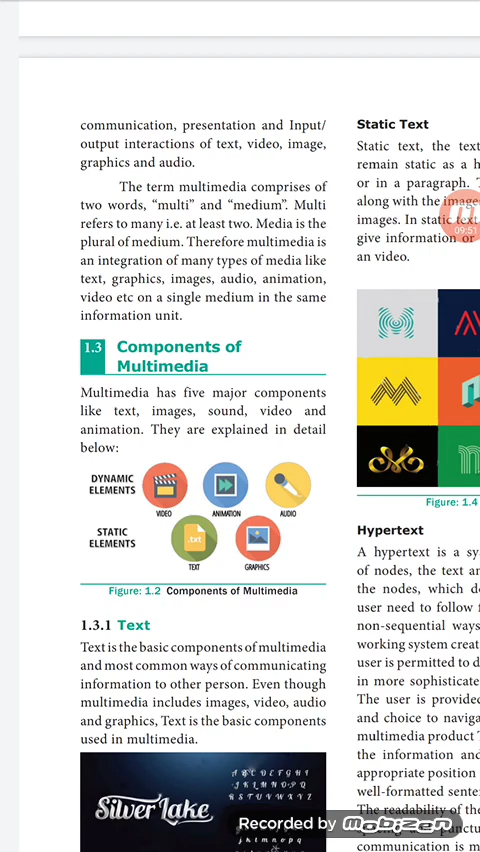 communication, presentation and Input/
output interactions of text, video, image,
graphics and audio.
The term multimedia comprises of
two words, “multi” and “medium”. Multi
refers to many i.e. at least two. Media is the
plural of medium. Therefore multimedia is
an integration of many types of media like
text, graphics, images, audio, animation,
video etc on a single medium in the same
information unit.
1.3 Components of
Multimedia
Multimedia has five major components
like text, images, sound, video and
animation. They are explained in detail
below:
DYNAMIC
ELEMENTS
VIDEO
ANIMATION
AUDIO
STATIC
ELEMENTS
.txt
TEXT
GRAPHICS
Figure: 1.2 Components of Multimedia
1.3.1 Text
Text is the basic components of multimedia
and most common ways of communicating
information to other person. Even though
multimedia includes images, video, audio
and graphics, Text is the basic components
used in multimedia.
Silver Lake
A B C D E F G H I
J K L M N O P Q
R S T U V W X Y Z
Static Text
Static text, the text
remain static as a h
or in a paragraph. T
along with the image
images. In static text
give information or
an video.
09:51
Figure: 1.4
Hypertext
A hypertext is a sy
of nodes, the text an
the nodes, which de
user need to follow f
non-sequential ways
working system creat
user is permitted to d
in more sophisticate
The user is provided
and choice to naviga
multimedia product T
the information and
appropriate position
well-formatted sente
The readability of the
communication is m
Recorded by Mobizen